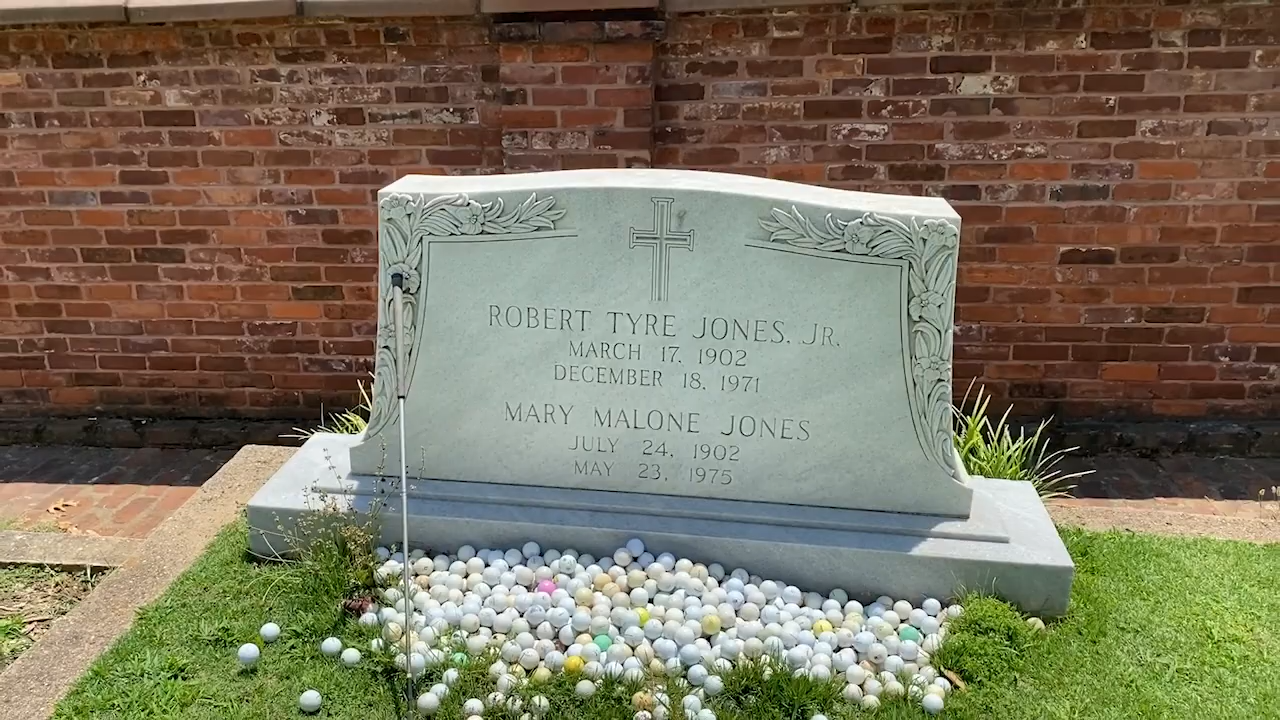 ROBERT TYRE JONES, JR.
MARCH 17, 1902
DECEMBER 18, 1971
MARY MALONE JONES
JULY 24, 1902
MAY 23, 1975